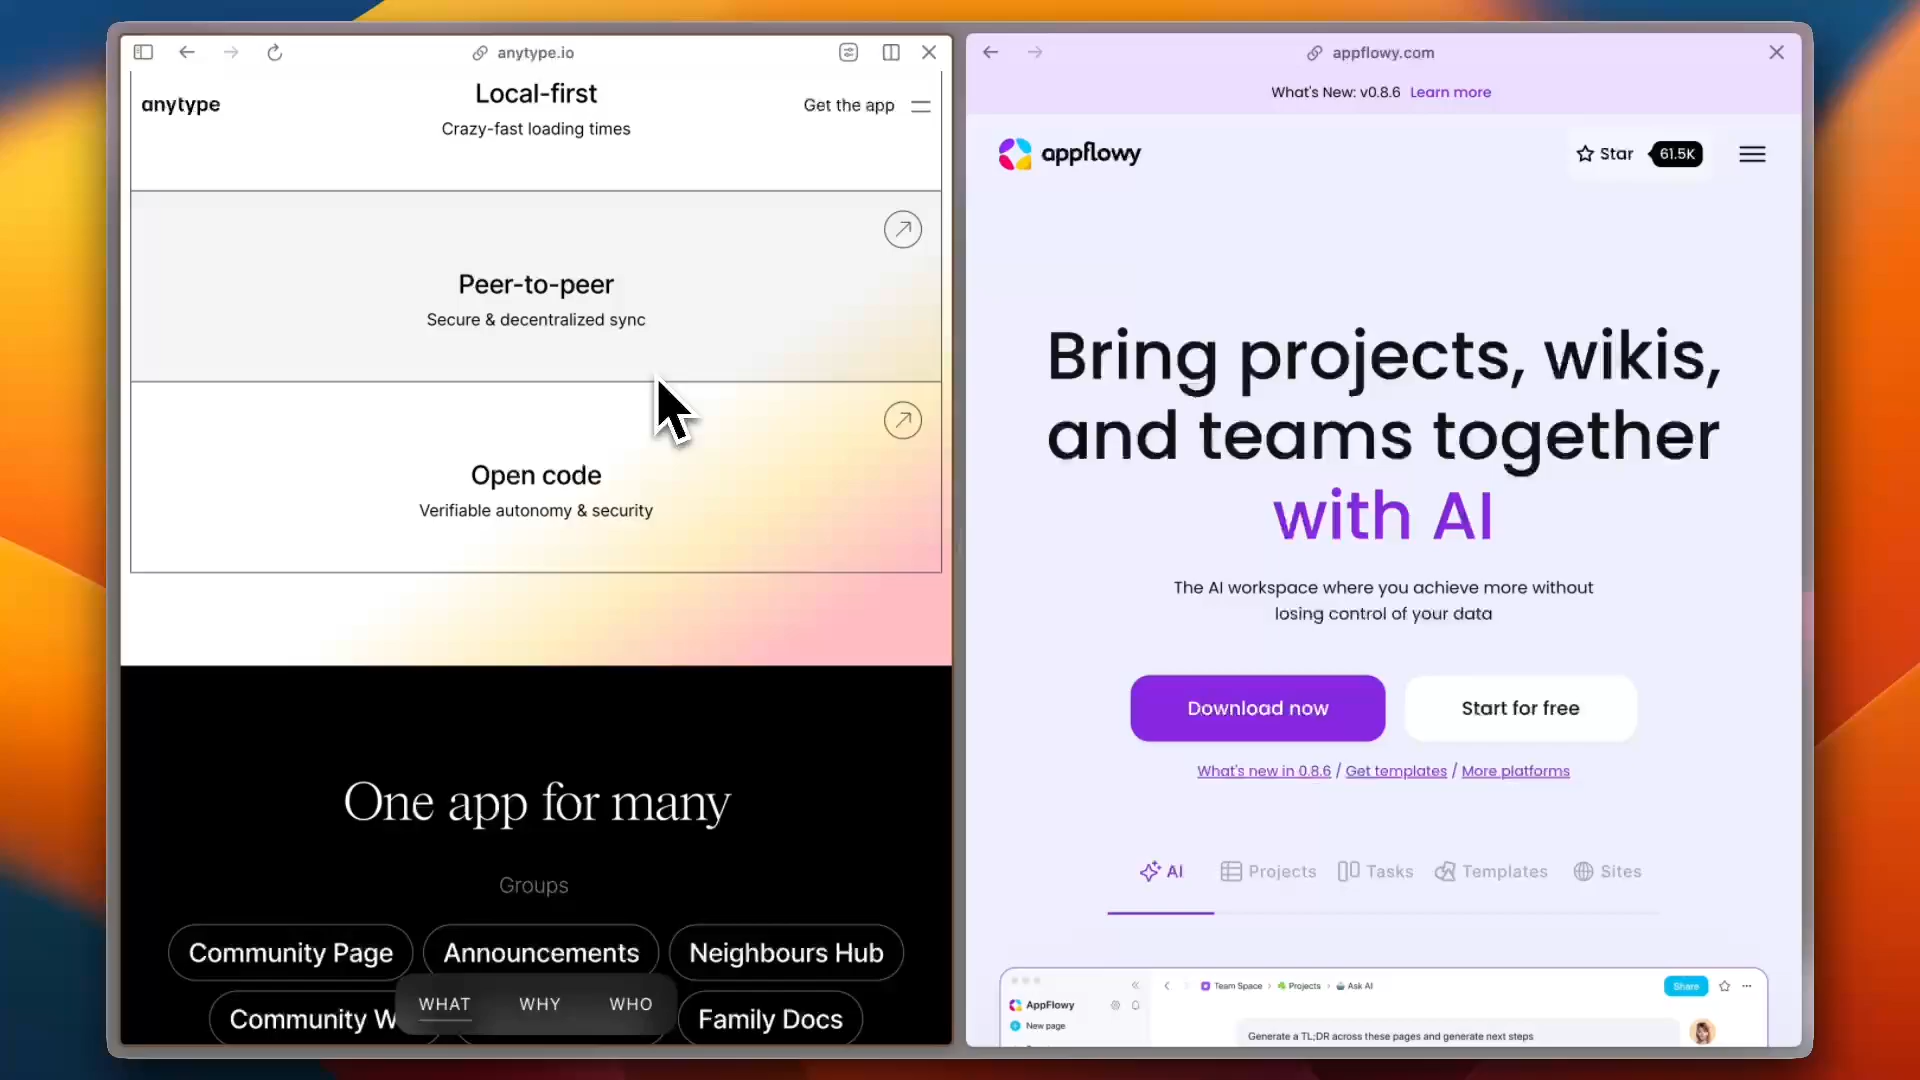 anytype.io
anytype
Local-first
Get the app
Crazy-fast loading times
Peer-to-peer
Secure & decentralized sync
Open code
Verifiable autonomy & security
One app for many
Groups
Community Page
Announcements
Neighbours Hub
Community W
Family Docs
WHAT
WHY
WHO
appflowy.com
What's New: v0.8.6 Learn more
appflowy
Star
61.5K
Bring projects, wikis,
and teams together
with AI
The AI workspace where you achieve more without
losing control of your data
Download now
Start for free
What's new in 0.8.6 / Get templates / More platforms
AI
Projects
Tasks
Templates
Sites
Team Space
Projects
Ask AI
Share
AppFlowy
New page
Generate a TL;DR across these pages and generate next steps